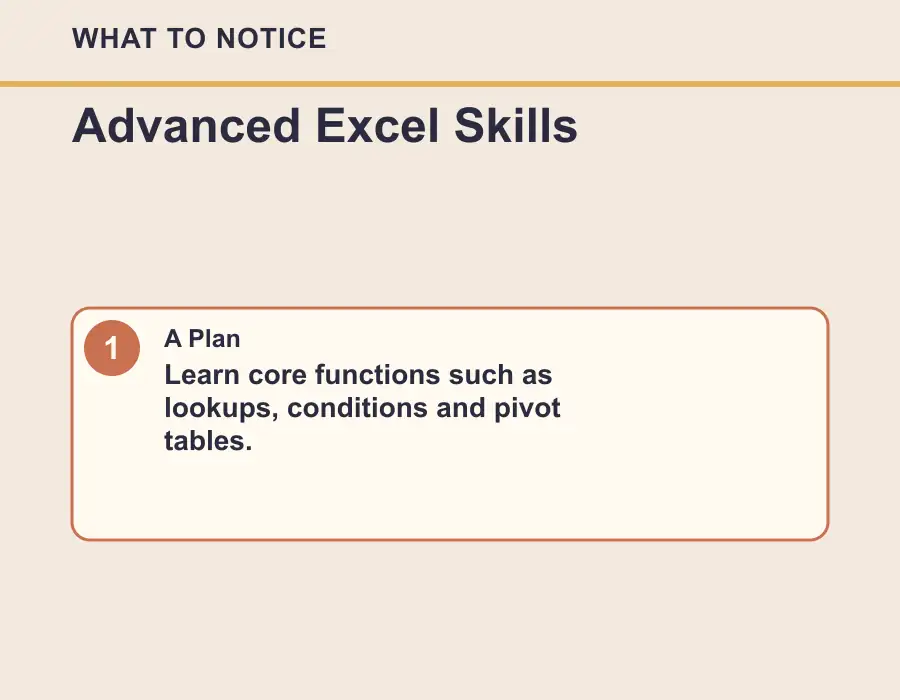 WHAT TO NOTICE
Advanced Excel Skills
1
A Plan
Learn core functions such as
lookups, conditions and pivot
tables.